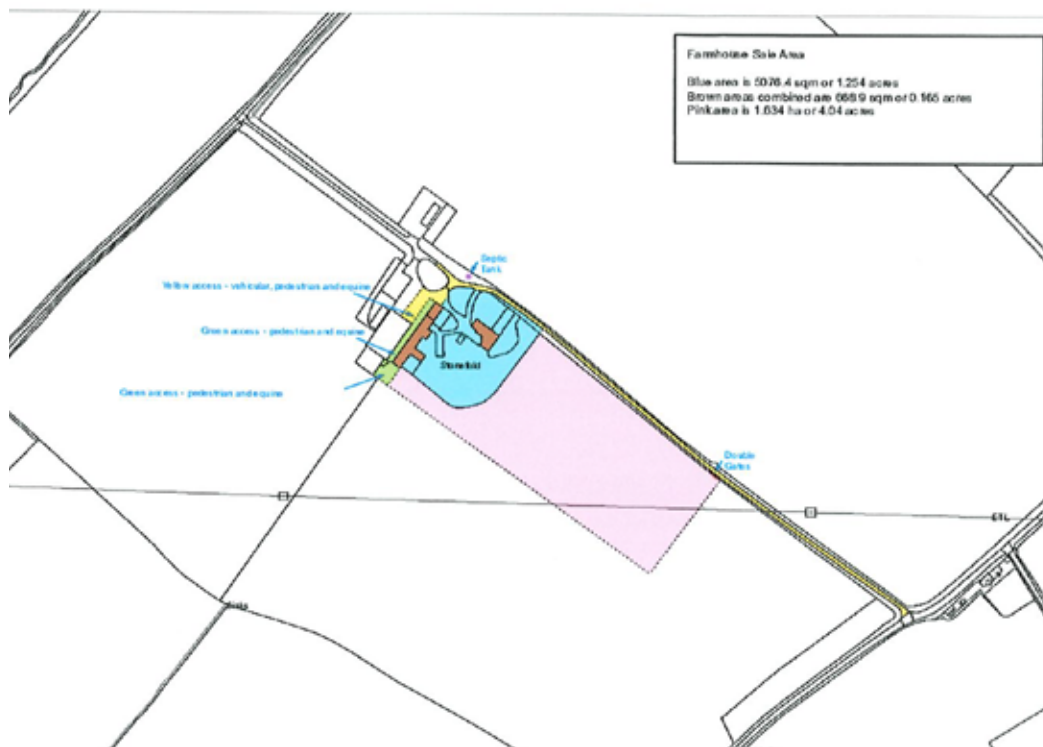 Farmhouse Sale Area
Blue area is 5076.4 sqm or 1.254 acres
Brown areas combined are 668.9 sqm or 0.165 acres
Pink area is 1.634 ha or 4.04 acres
Septic
Tank
Yellow access - vehicular, pedestrian and equine
Green access - pedestrian and equine
Stonefold
Green access - pedestrian and equine
Double
Gates
ETL